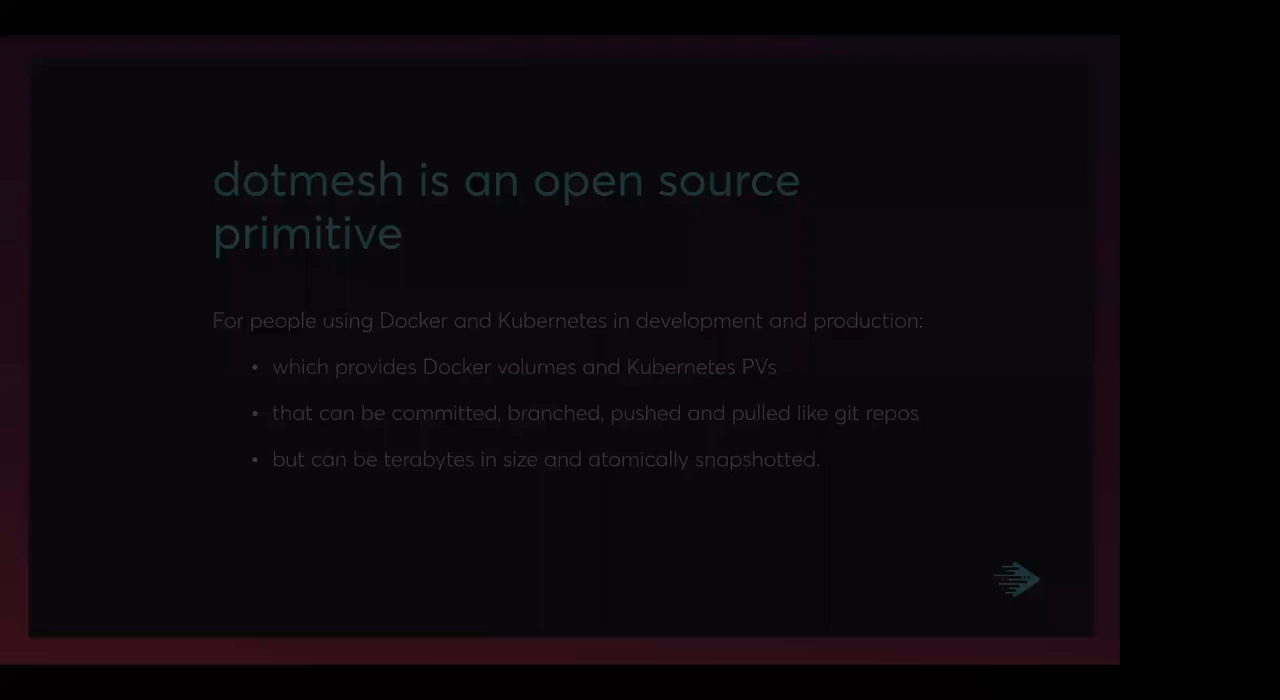 dotmesh is an open source
primitive
For people using Docker and Kubernetes in development and production:
• which provides Docker volumes and Kubernetes PVs
• that can be committed, branched, pushed and pulled like git repos
• but can be terabytes in size and atomically snapshotted.